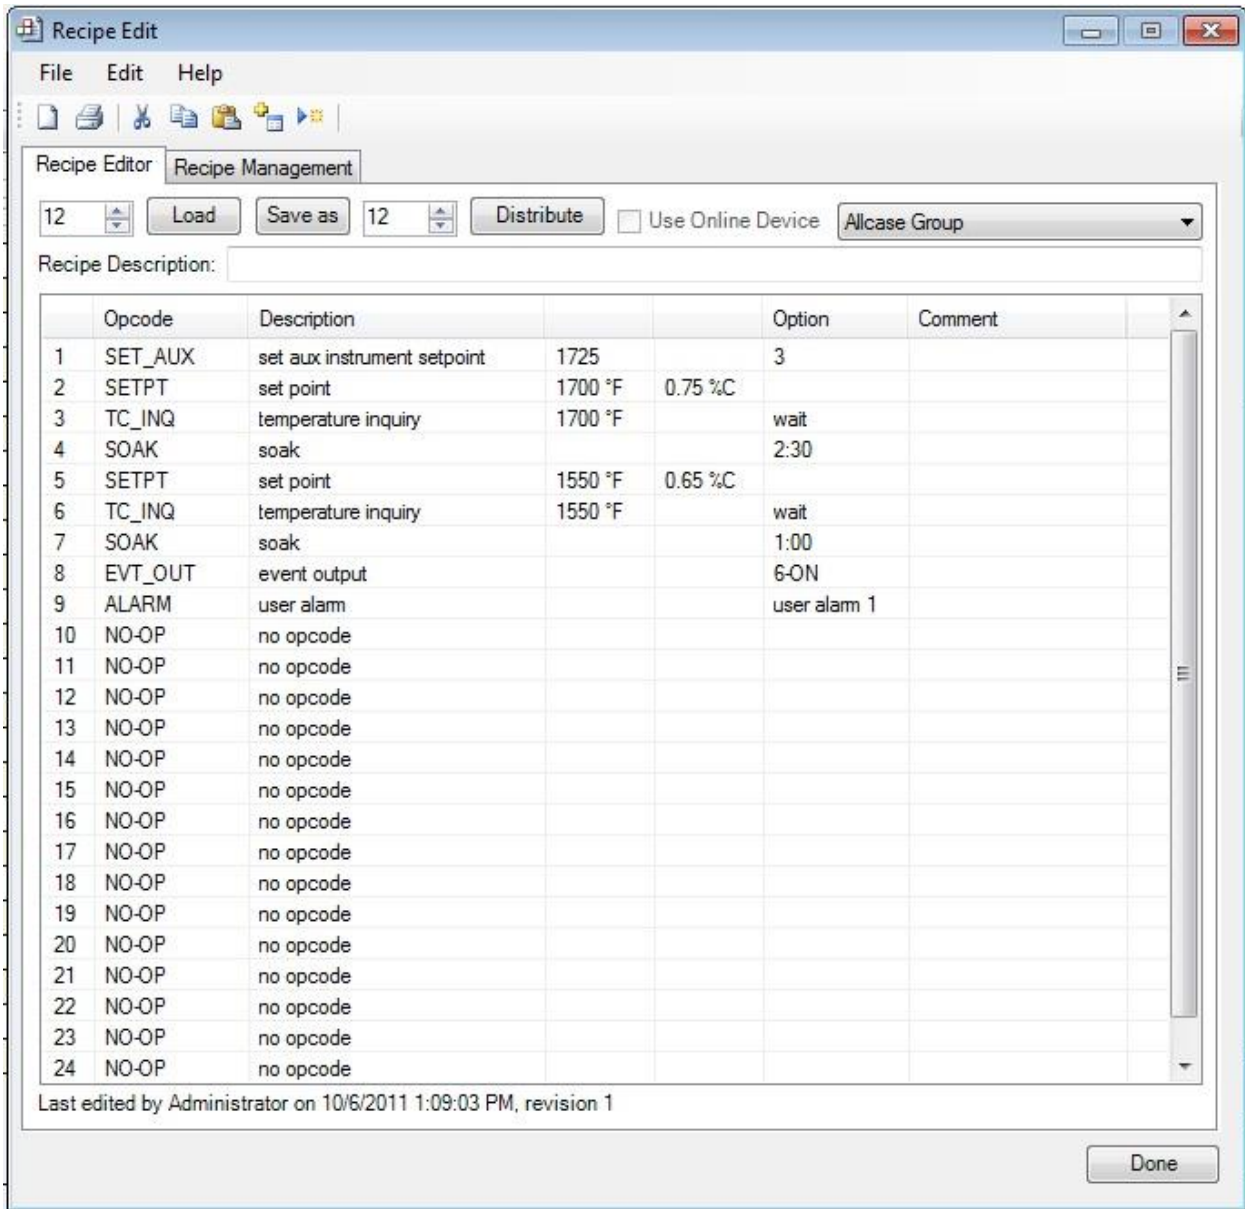 Recipe Edit
File Edit Help
Recipe Editor Recipe Management
12 Load Save as 12 Distribute Use Online Device Allcase Group
Recipe Description:
Opcode Description Option Comment
1 SET_AUX set aux instrument setpoint 1725 3
2 SETPT set point 1700 °F 0.75 %C
3 TC_INQ temperature inquiry 1700 °F wait
4 SOAK soak 2:30
5 SETPT set point 1550 °F 0.65 %C
6 TC_INQ temperature inquiry 1550 °F wait
7 SOAK soak 1:00
8 EVT_OUT event output 6-ON
9 ALARM user alarm user alarm 1
10 NO-OP no opcode
11 NO-OP no opcode
12 NO-OP no opcode
13 NO-OP no opcode
14 NO-OP no opcode
15 NO-OP no opcode
16 NO-OP no opcode
17 NO-OP no opcode
18 NO-OP no opcode
19 NO-OP no opcode
20 NO-OP no opcode
21 NO-OP no opcode
22 NO-OP no opcode
23 NO-OP no opcode
24 NO-OP no opcode
Last edited by Administrator on 10/6/2011 1:09:03 PM, revision 1
Done